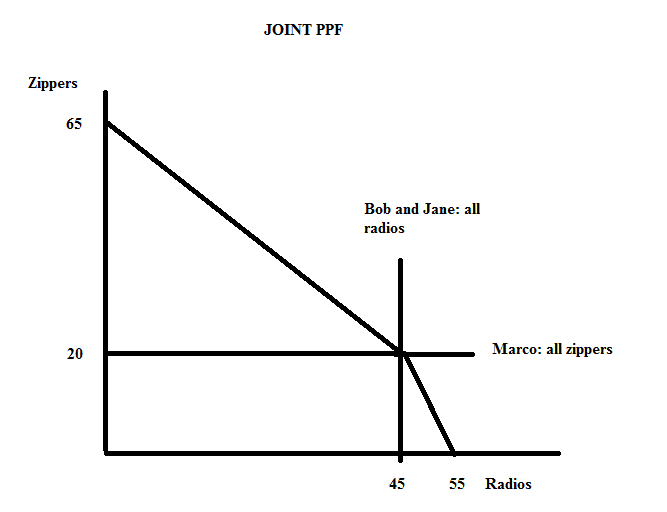 JOINT PPF
Zippers
65
Bob and Jane: all
radios
20
Marco: all zippers
45
55
Radios